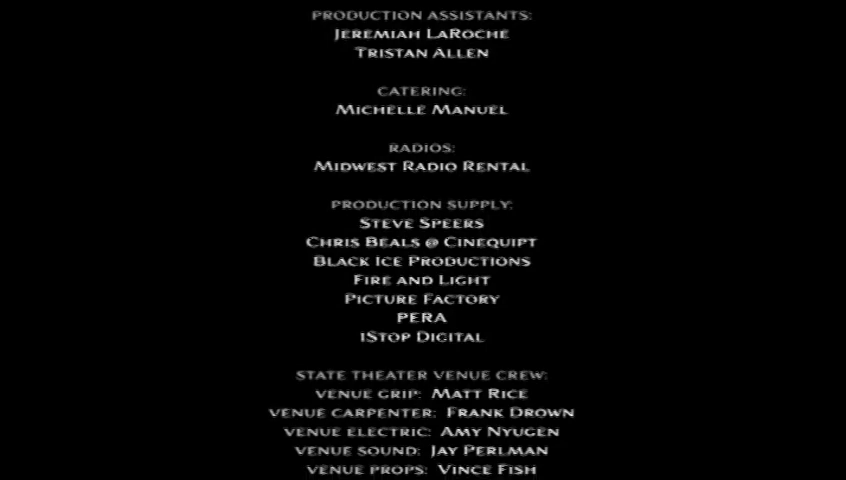 PRODUCTION ASSISTANTS:
JEREMIAH LAROCHE
TRISTAN ALLEN
CATERING:
MICHELLE MANUEL
RADIOS:
MIDWEST RADIO RENTAL
PRODUCTION SUPPLY:
STEVE SPEERS
CHRIS BEALS @ CINEQUIPT
BLACK ICE PRODUCTIONS
FIRE AND LIGHT
PICTURE FACTORY
PERA
1STOP DIGITAL
STATE THEATER VENUE CREW:
VENUE GRIP: MATT RICE
VENUE CARPENTER: FRANK DROWN
VENUE ELECTRIC: AMY NYUGEN
VENUE SOUND: JAY PERLMAN
VENUE PROPS: VINCE FISH